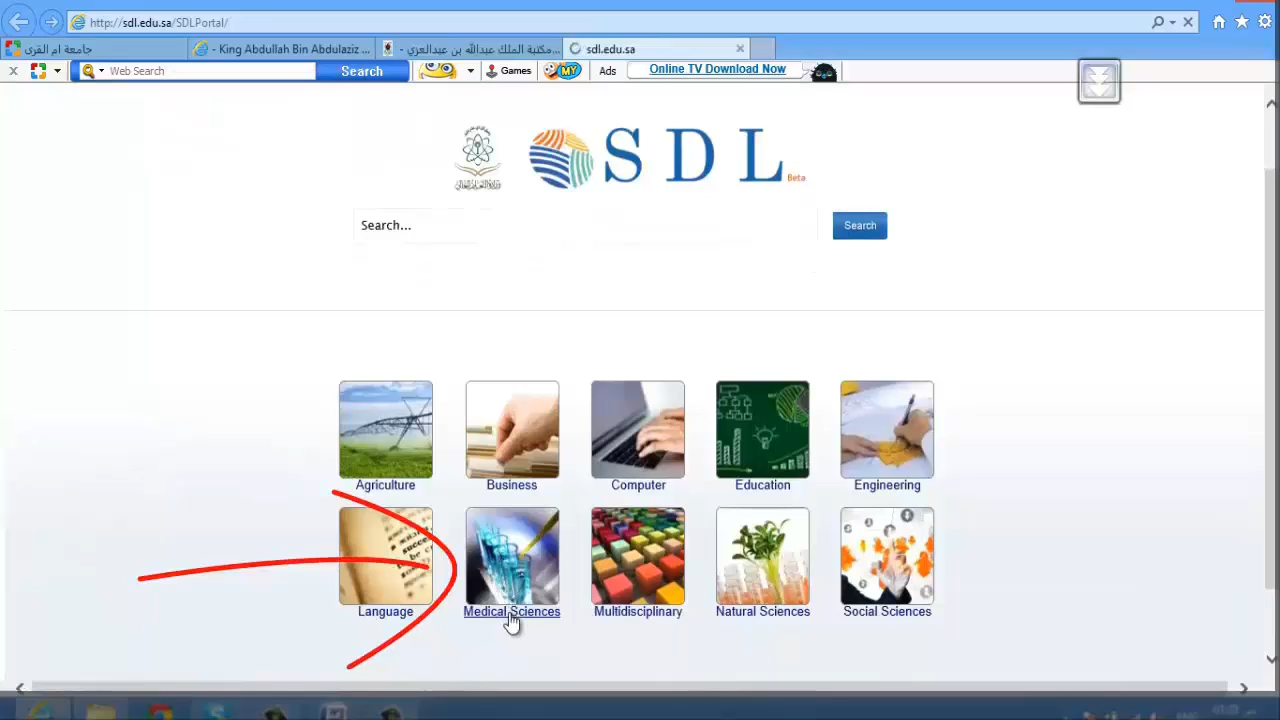 http://sdl.edu.sa/SDLPortal/
جامعة ام القرى
- King Abdullah Bin Abdulaziz ...
مكتبة الملك عبدالله بن عبدالعزي - ...
sdl.edu.sa
Web Search
Search
Games
MY
Ads
Online TV Download Now
SDL
Beta
Search...
Search
Agriculture
Business
Computer
Education
Engineering
Language
Medical Sciences
Multidisciplinary
Natural Sciences
Social Sciences